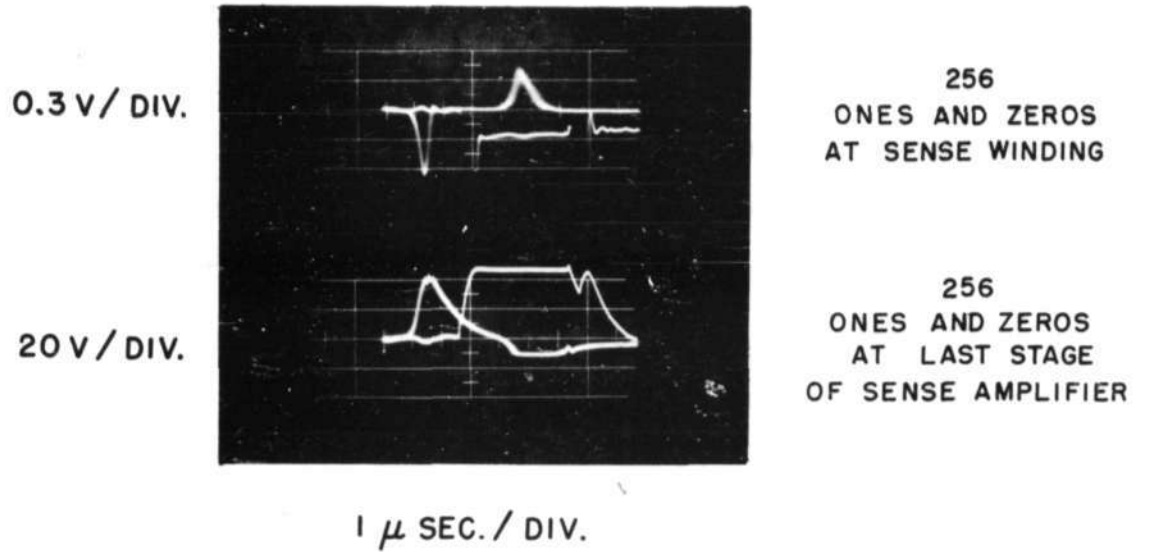 0.3 V / DIV.
256
ONES AND ZEROS
AT SENSE WINDING
20 V / DIV.
256
ONES AND ZEROS
AT LAST STAGE
OF SENSE AMPLIFIER
1 μ SEC. / DIV.